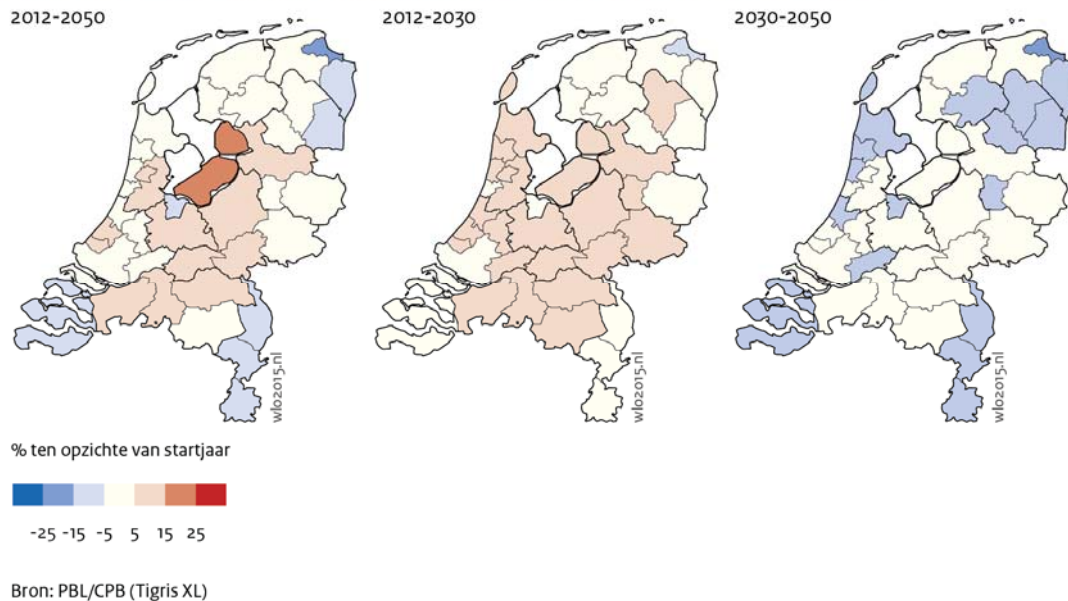 2012-2050
2012-2030
2030-2050
wlo2015.nl
wlo2015.nl
wlo2015.nl
% ten opzichte van startjaar
-25 -15 -5 5 15 25
Bron: PBL/CPB (Tigris XL)